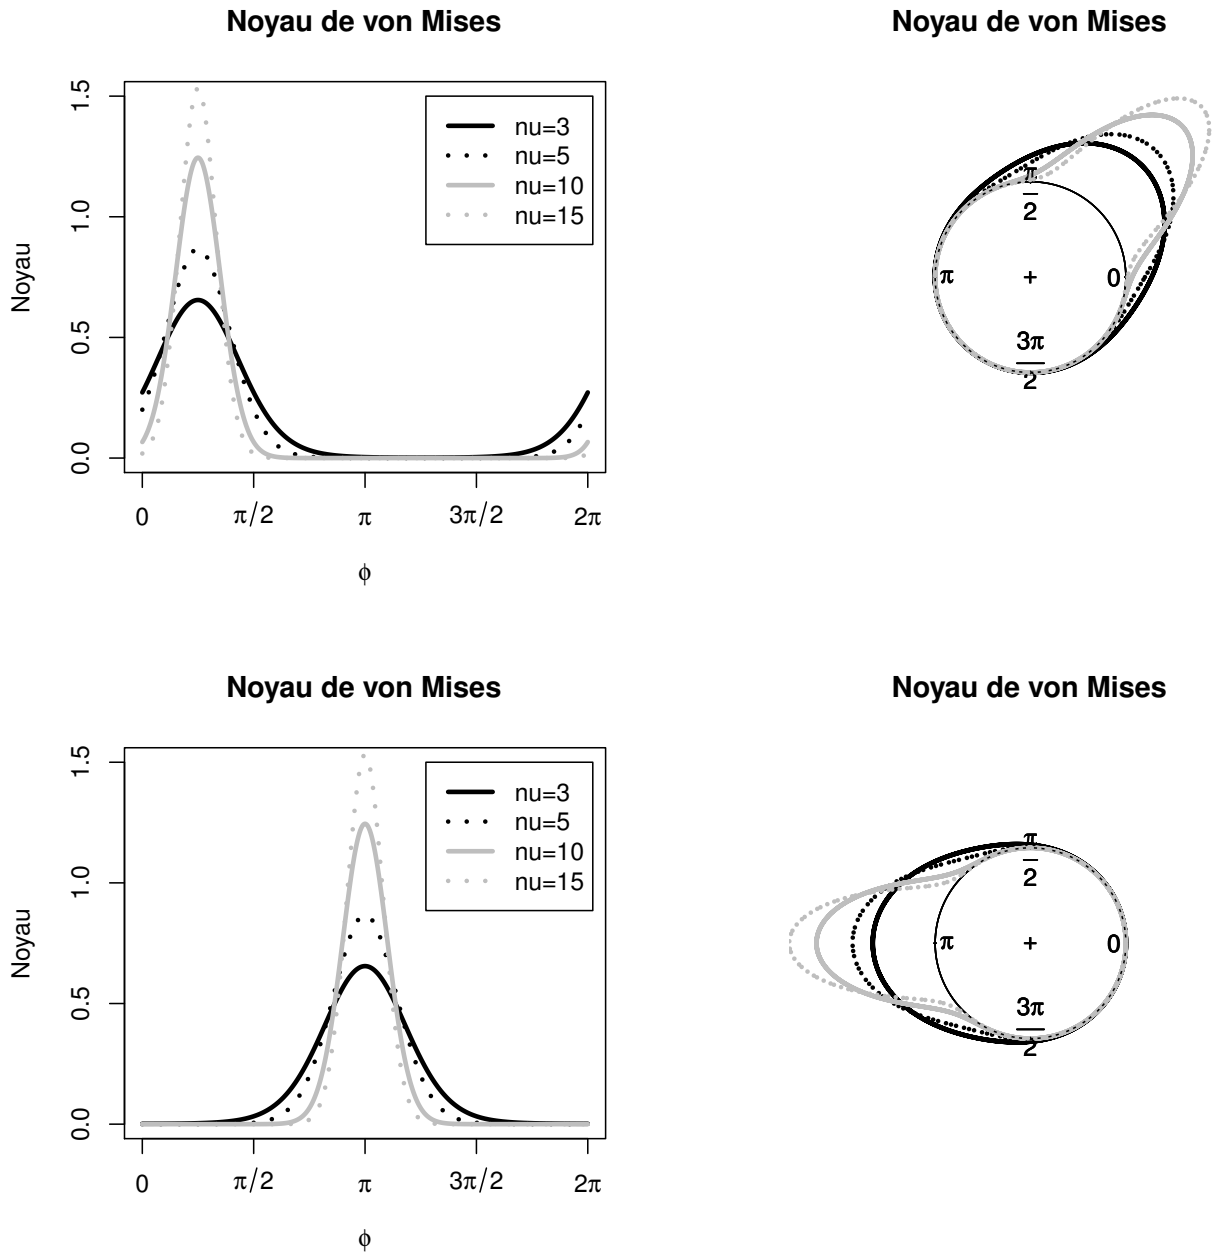 Noyau de von Mises
Noyau
0.0 0.5 1.0 1.5
nu=3
nu=5
nu=10
nu=15
0 π/2 π 3π/2 2π
ϕ
Noyau de von Mises
π/2
π + 0
3π/2
Noyau de von Mises
Noyau
0.0 0.5 1.0 1.5
nu=3
nu=5
nu=10
nu=15
0 π/2 π 3π/2 2π
ϕ
Noyau de von Mises
π/2
π + 0
3π/2